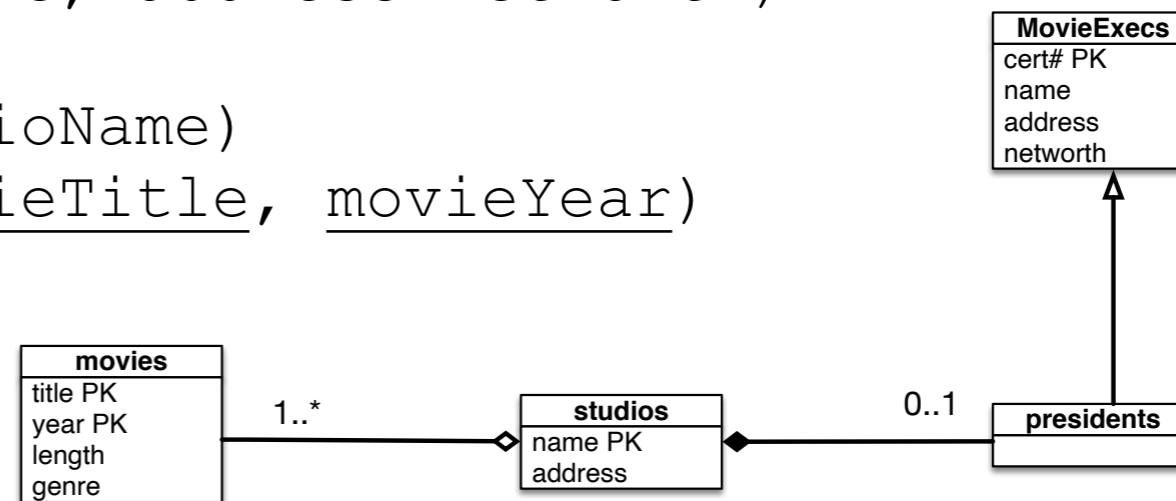 ioName)
ieTitle, movieYear)
MovieExecs
cert# PK
name
address
networth
movies
title PK
year PK
length
genre
1..*
studios
name PK
address
0..1
presidents